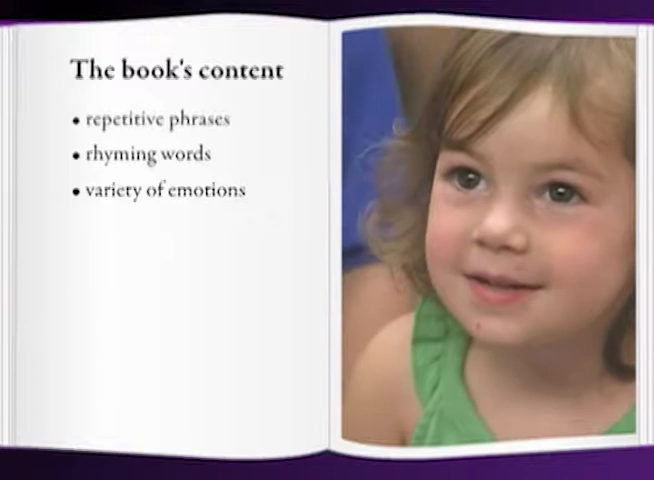 The book's content
• repetitive phrases
• rhyming words
• variety of emotions